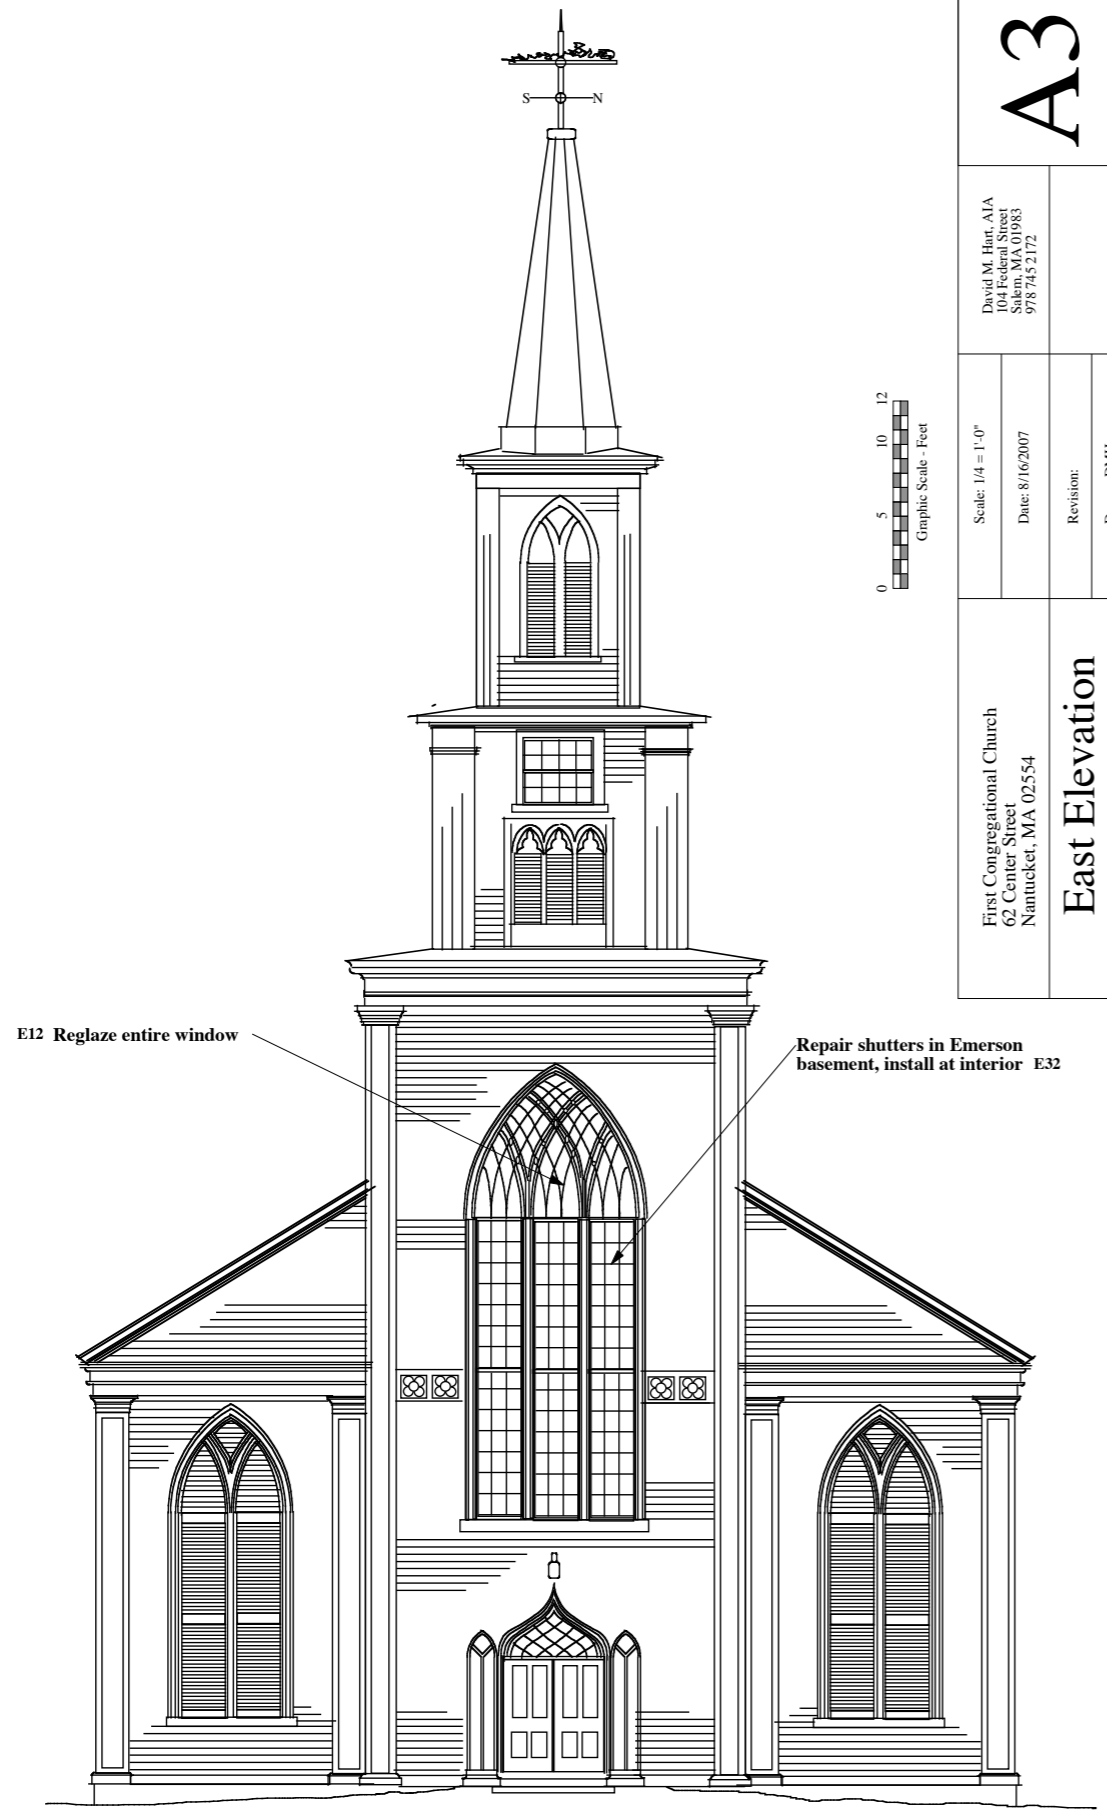 S N
E12 Reglaze entire window
Repair shutters in Emerson
basement, install at interior E32
0 5 10 12
Graphic Scale - Feet
First Congregational Church
62 Center Street
Nantucket, MA 02554
East Elevation
Scale: 1/4 = 1'-0"
Date: 8/16/2007
Revision:
David M. Hart, AIA
104 Federal Street
Salem, MA 01983
978 745 2172
A3